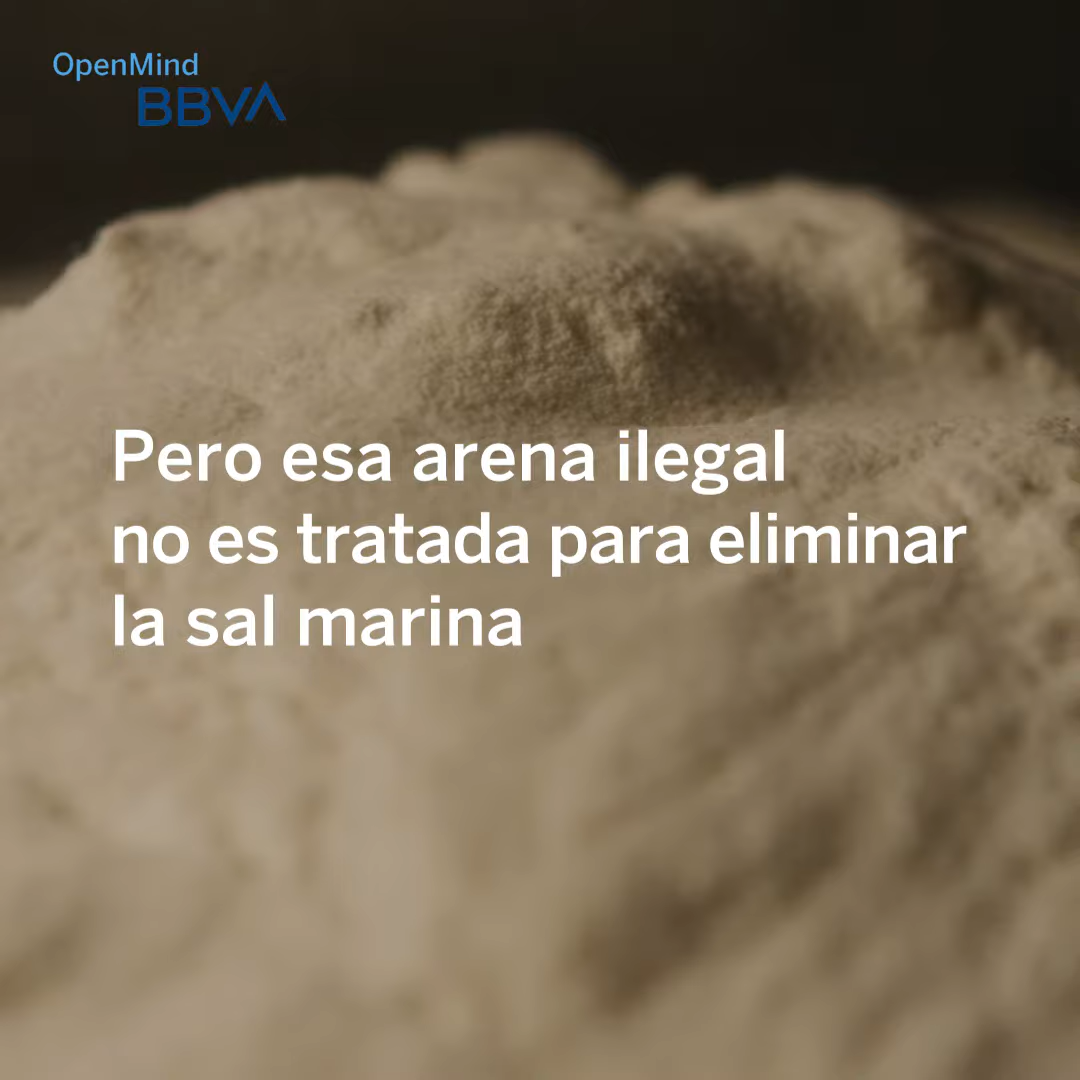 OpenMind
BBVA
Pero esa arena ilegal
no es tratada para eliminar
la sal marina